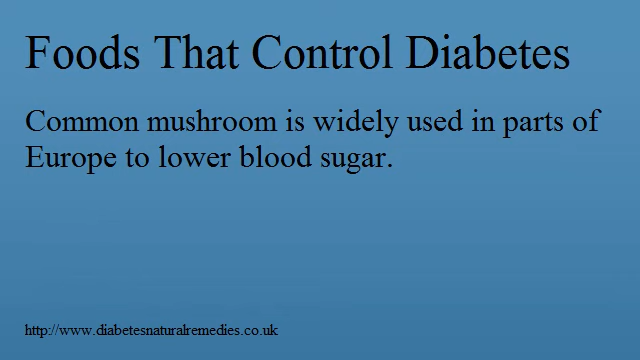 Foods That Control Diabetes
Common mushroom is widely used in parts of
Europe to lower blood sugar.
http://www.diabetesnaturalremedies.co.uk